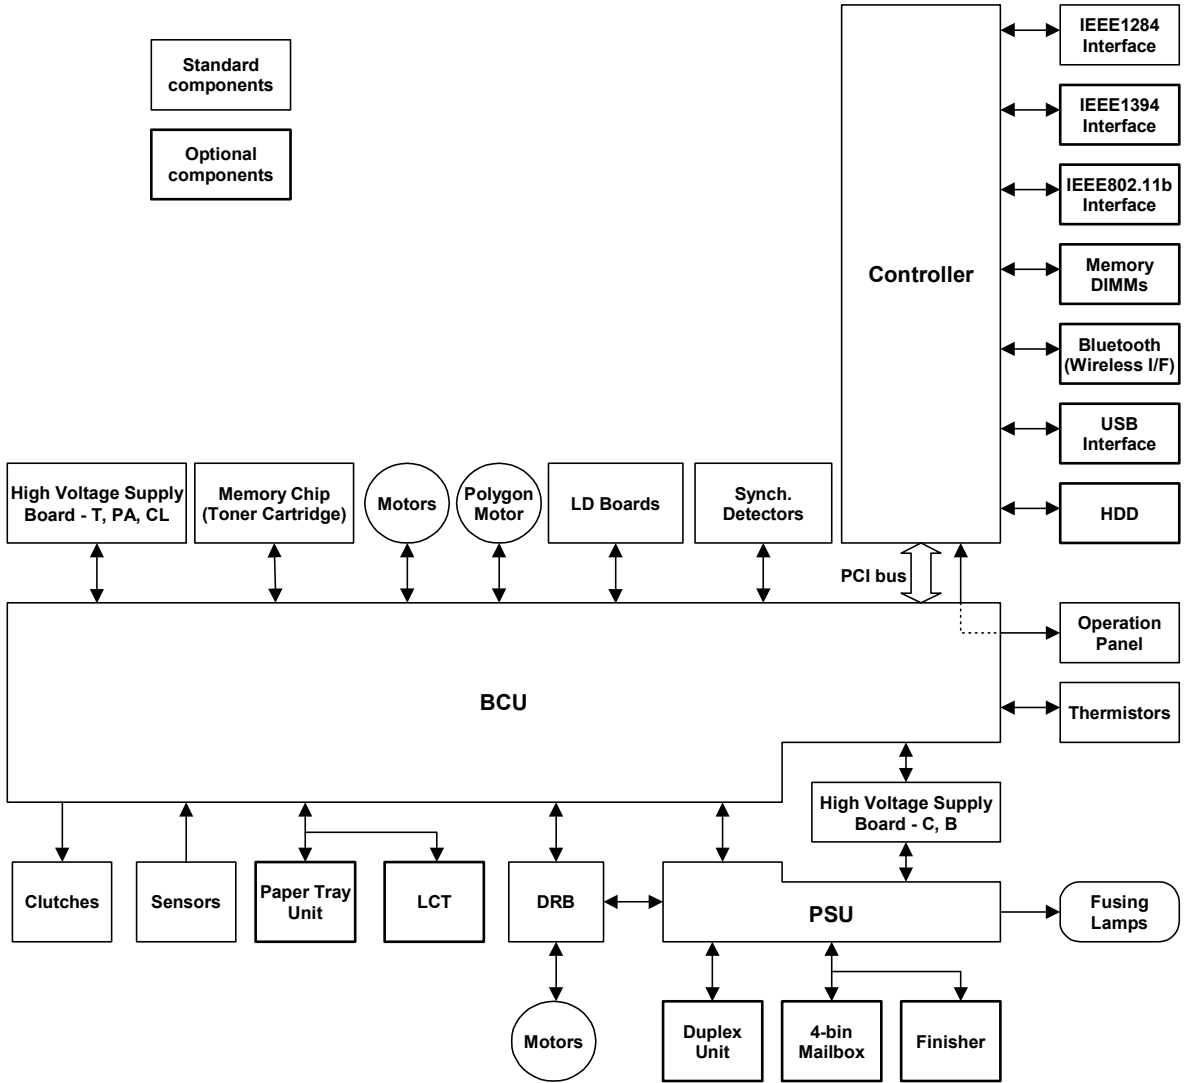 Standard
components
Optional
components
IEEE1284
Interface
IEEE1394
Interface
IEEE802.11b
Interface
Controller
Memory
DIMMs
Bluetooth
(Wireless I/F)
USB
Interface
HDD
High Voltage Supply
Board - T, PA, CL
Memory Chip
(Toner Cartridge)
Motors
Polygon
Motor
LD Boards
Synch.
Detectors
PCI bus
Operation
Panel
BCU
Thermistors
High Voltage Supply
Board - C, B
Clutches
Sensors
Paper Tray
Unit
LCT
DRB
PSU
Fusing
Lamps
Motors
Duplex
Unit
4-bin
Mailbox
Finisher